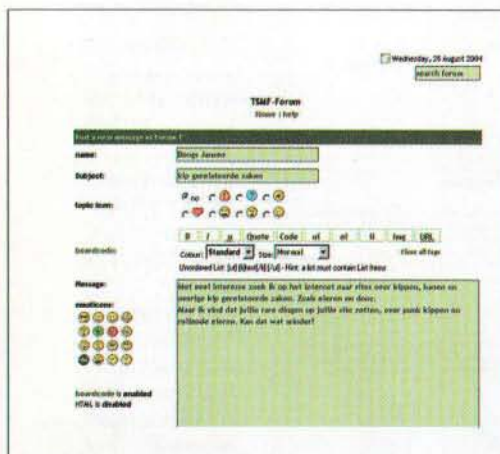 Wednesday, 25 August 2004
search forum
TSMF-Forum
Home | help
Post a new message in Forum 1
name:
Subject:
kip gerelateerde zaken
topic icon:
no
B I u Quote Code ul ol li Img URL
boardcode:
Colour: Standard Size: Normal Close all tags
Unordered List: [ul] [li]text[/li] [/ul] - Hint: a list must contain List Items
Message:
Met veel interesse zoek ik op het internet naar sites over kippen, hanen en
overige kip gerelateerde zaken. Zoals eieren en door.
Maar ik vind dat jullie rare dingen op jullie site zetten, over punk kippen en
rollende eieren. Kan dat wat minder?
emoticons:
boardcode is enabled
HTML is disabled